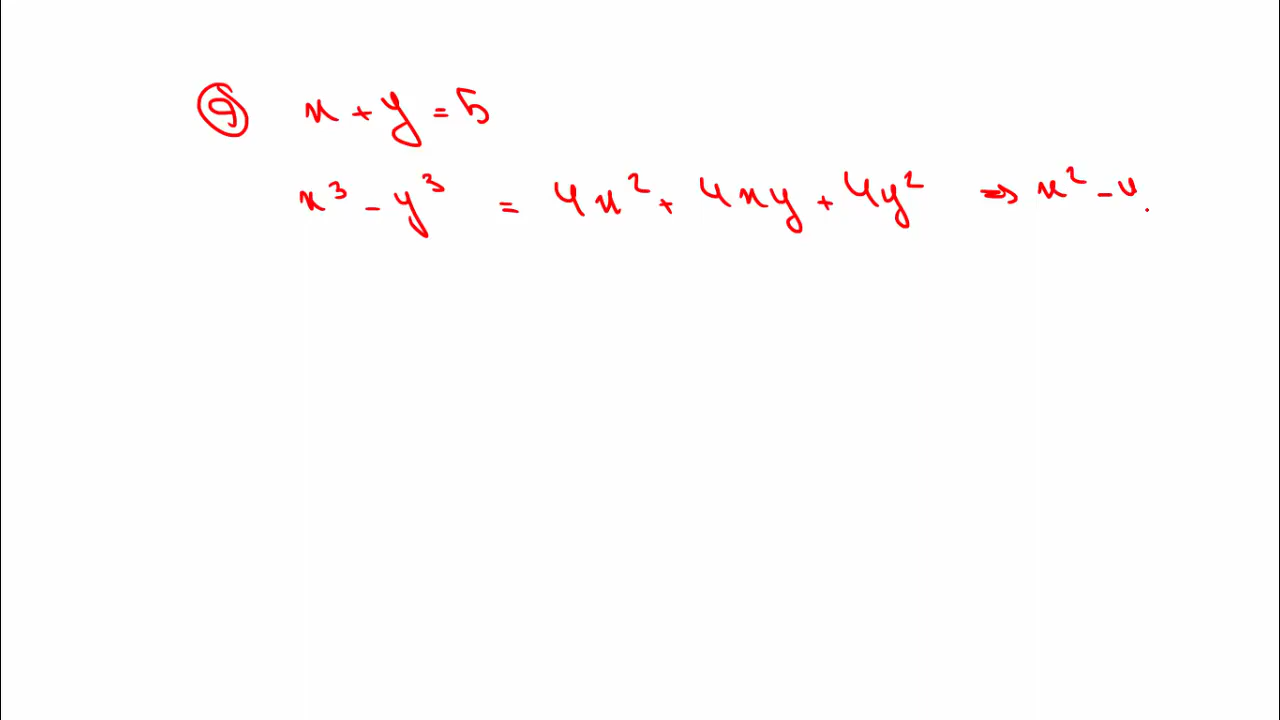 ⑨ x + y = 5
x³ - y³ = 4x² + 4xy + 4y² ⇒ x² -